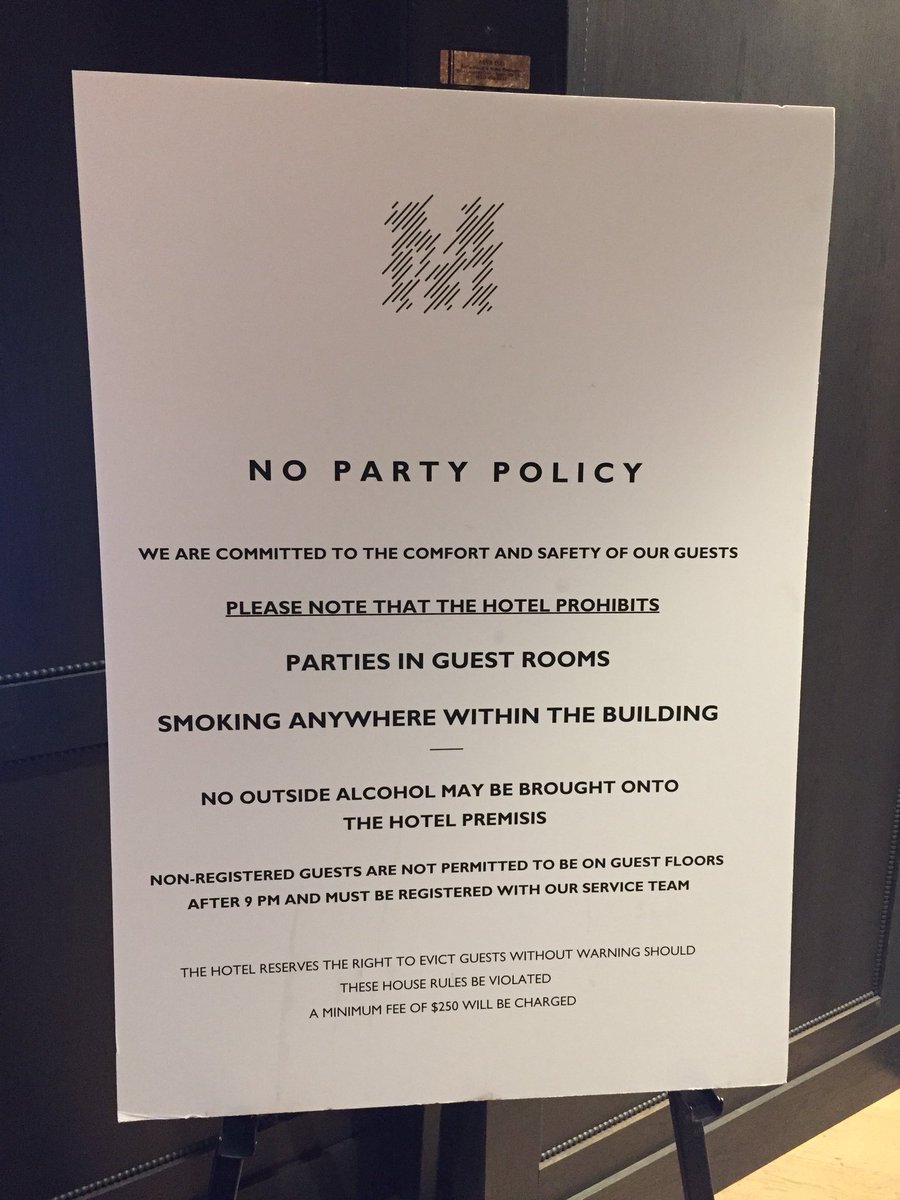 NO PARTY POLICY
WE ARE COMMITTED TO THE COMFORT AND SAFETY OF OUR GUESTS
PLEASE NOTE THAT THE HOTEL PROHIBITS
PARTIES IN GUEST ROOMS
SMOKING ANYWHERE WITHIN THE BUILDING
NO OUTSIDE ALCOHOL MAY BE BROUGHT ONTO
THE HOTEL PREMISIS
NON-REGISTERED GUESTS ARE NOT PERMITTED TO BE ON GUEST FLOORS
AFTER 9 PM AND MUST BE REGISTERED WITH OUR SERVICE TEAM
THE HOTEL RESERVES THE RIGHT TO EVICT GUESTS WITHOUT WARNING SHOULD
THESE HOUSE RULES BE VIOLATED
A MINIMUM FEE OF $250 WILL BE CHARGED